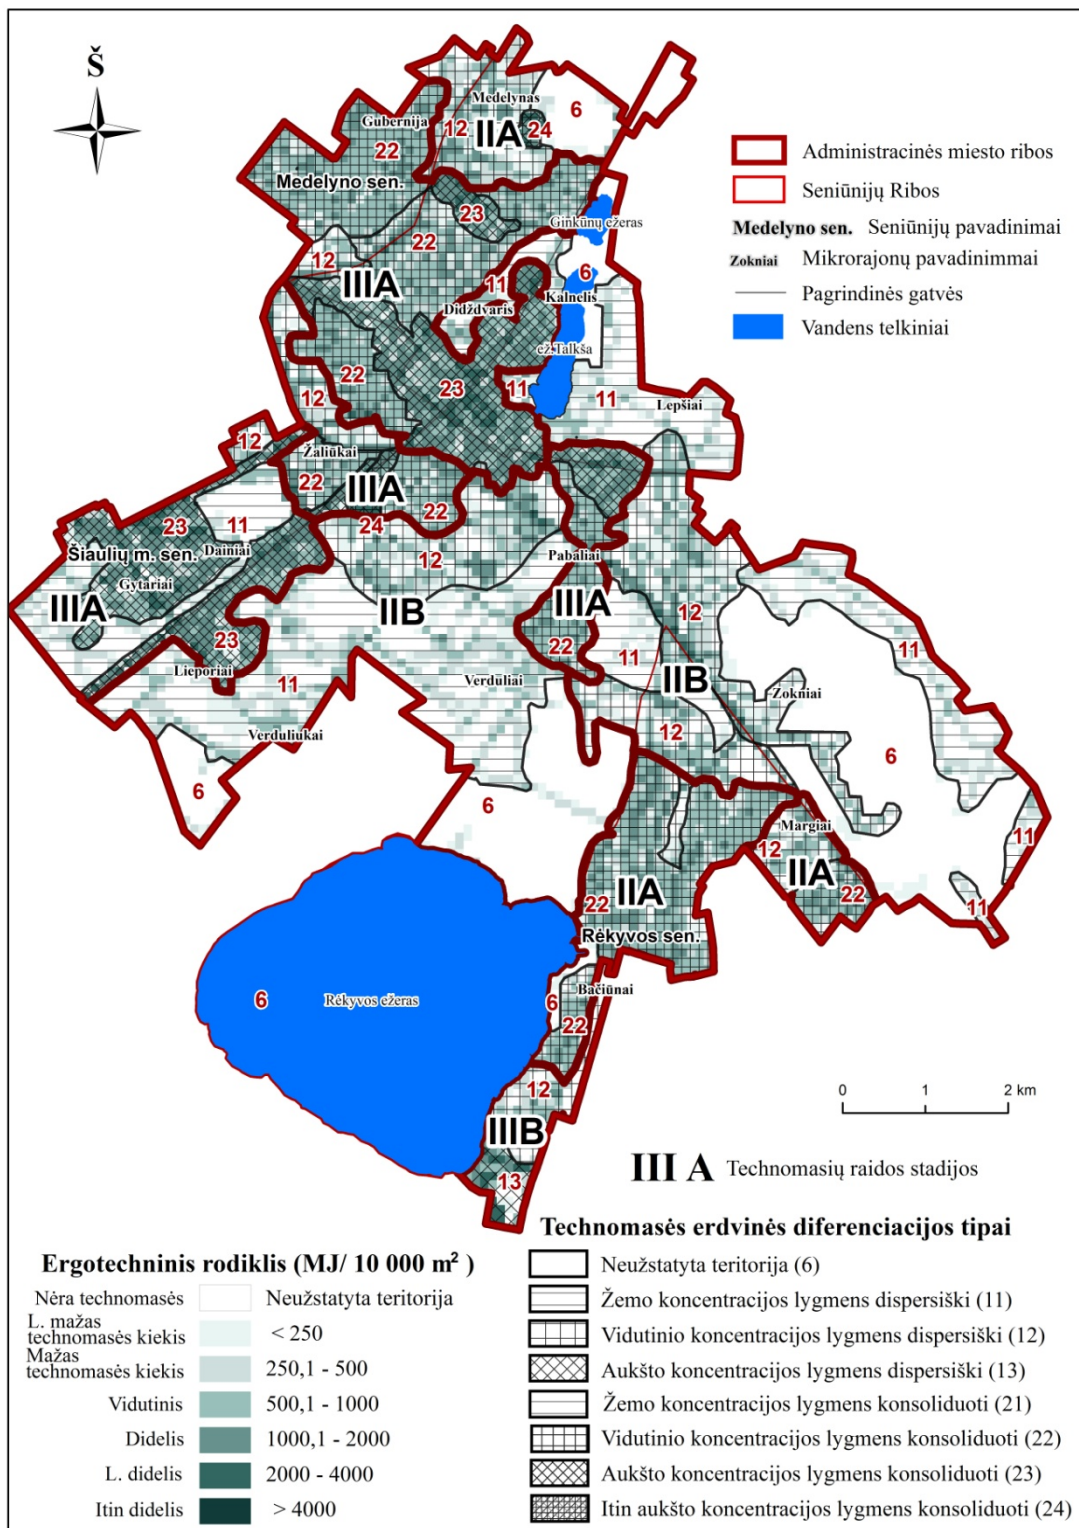 Š
Medelynas
6
Gubernija
12
IIA
24
22
Medelyno sen.
23
Ginkūnų ežeras
22
12
6
IIIA
11
Kalnelis
Didždvaris
ež.Talkša
22
23
11
12
11
Lepšiai
12
Žaliūkai
22
IIIA
22
24
23
11
Dainiai
Šiaulių m. sen.
Gytariai
12
Pabaliai
IIIA
IIB
IIIA
12
23
22
11
11
Lieporiai
11
Verduliai
IIB
Zokniai
Verduliukai
12
6
6
6
Margiai
12
11
IIA
IIA
22
22
11
Rėkyvos sen.
Bačiūnai
6
Rėkyvos ežeras
6
22
12
IIIB
13
Administracinės miesto ribos
Seniūnijų Ribos
Medelyno sen. Seniūnijų pavadinimai
Zokniai Mikrorajonų pavadinimmai
Pagrindinės gatvės
Vandens telkiniai
0 1 2 km
III A Technomasių raidos stadijos
Technomasės erdvinės diferenciacijos tipai
Neužstatyta teritorija (6)
Žemo koncentracijos lygmens dispersiški (11)
Vidutinio koncentracijos lygmens dispersiški (12)
Aukšto koncentracijos lygmens dispersiški (13)
Žemo koncentracijos lygmens konsoliduoti (21)
Vidutinio koncentracijos lygmens konsoliduoti (22)
Aukšto koncentracijos lygmens konsoliduoti (23)
Itin aukšto koncentracijos lygmens konsoliduoti (24)
Ergotechninis rodiklis (MJ/ 10 000 m² )
Nėra technomasės Neužstatyta teritorija
L. mažas
technomasės kiekis < 250
Mažas
technomasės kiekis 250,1 - 500
Vidutinis 500,1 - 1000
Didelis 1000,1 - 2000
L. didelis 2000 - 4000
Itin didelis > 4000